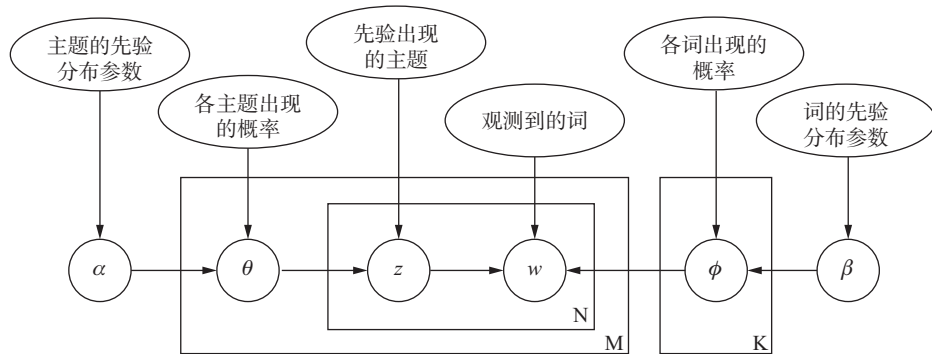 主题的先验
分布参数
先验出现
的主题
各词出现的
概率
各主题出现
的概率
观测到的词
词的先验
分布参数
α
θ
z
w
ϕ
β
N
M
K